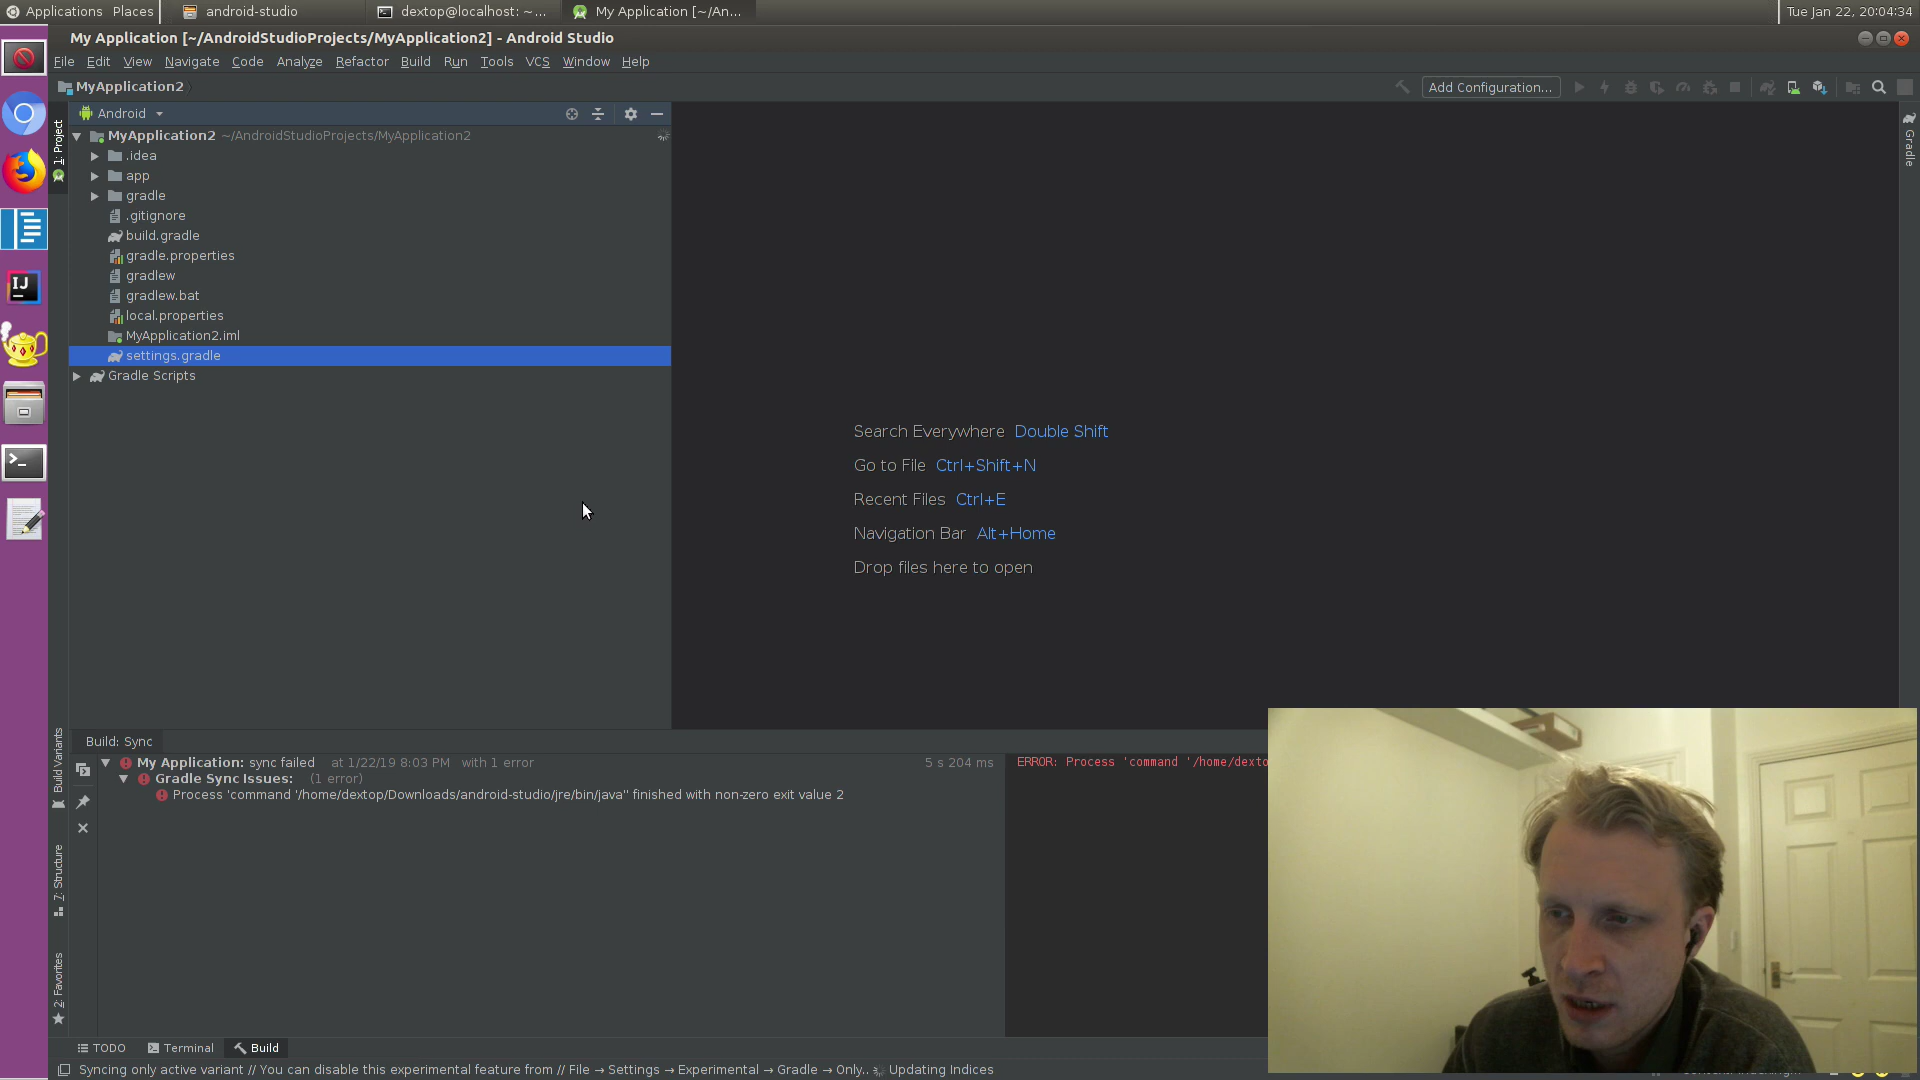 Applications Places android-studio dextop@localhost: ~... My Application [~/An... Tue Jan 22, 20:04:34
My Application [~/AndroidStudioProjects/MyApplication2] - Android Studio
File Edit View Navigate Code Analyze Refactor Build Run Tools VCS Window Help
MyApplication2 Add Configuration...
1: Project
Android
MyApplication2 ~/AndroidStudioProjects/MyApplication2
.idea
app
gradle
.gitignore
build.gradle
gradle.properties
gradlew
gradlew.bat
local.properties
MyApplication2.iml
settings.gradle
Gradle Scripts
Gradle
IJ
Search Everywhere Double Shift
Go to File Ctrl+Shift+N
Recent Files Ctrl+E
Navigation Bar Alt+Home
Drop files here to open
Build Variants
7: Structure
2: Favorites
Build: Sync
My Application: sync failed at 1/22/19 8:03 PM with 1 error 5 s 204 ms
Gradle Sync Issues: (1 error)
Process 'command '/home/dextop/Downloads/android-studio/jre/bin/java'' finished with non-zero exit value 2
ERROR: Process 'command '/home/dexto
TODO Terminal Build
Syncing only active variant // You can disable this experimental feature from // File → Settings → Experimental → Gradle → Only.. Updating Indices